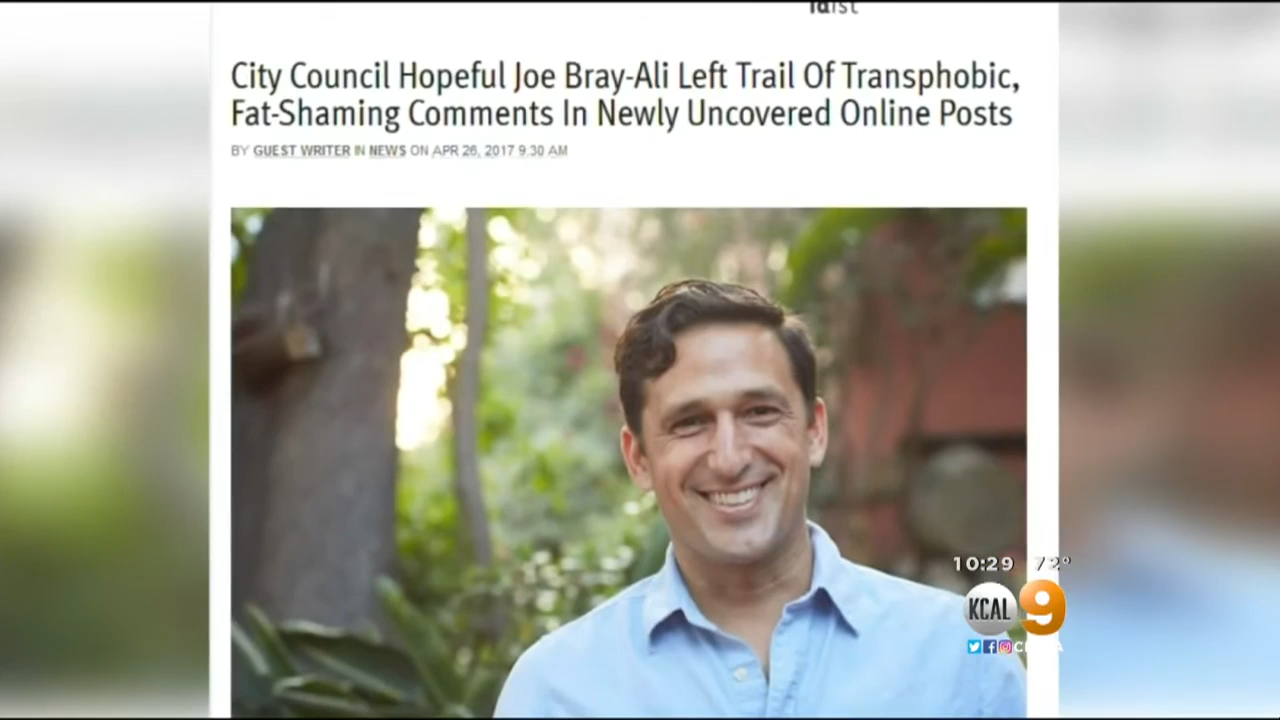 City Council Hopeful Joe Bray-Ali Left Trail Of Transphobic,
Fat-Shaming Comments In Newly Uncovered Online Posts
BY GUEST WRITER IN NEWS ON APR 26, 2017 9:30 AM
10:29 72°
KCAL 9